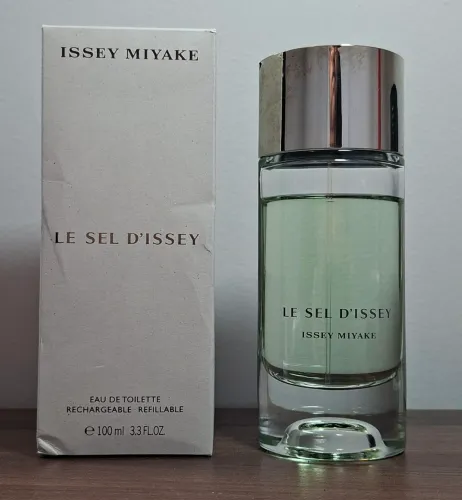 ISSEY MIYAKE
LE SEL D'ISSEY
EAU DE TOILETTE
RECHARGEABLE · REFILLABLE
℮ 100 ml 3.3 FL.OZ.
LE SEL D'ISSEY
ISSEY MIYAKE